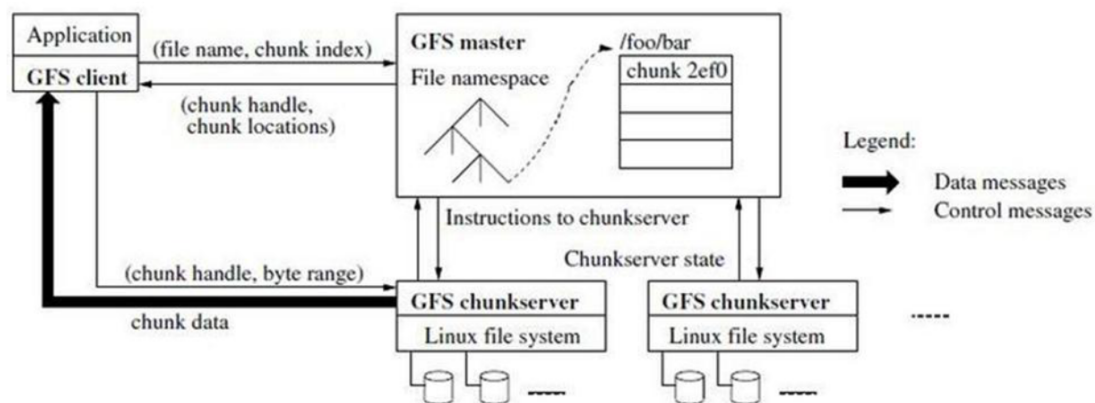 Application
GFS client
(file name, chunk index)
(chunk handle,
chunk locations)
GFS master
File namespace
/foo/bar
chunk 2ef0
Legend:
Data messages
Control messages
Instructions to chunkserver
Chunkserver state
(chunk handle, byte range)
chunk data
GFS chunkserver
Linux file system
GFS chunkserver
Linux file system